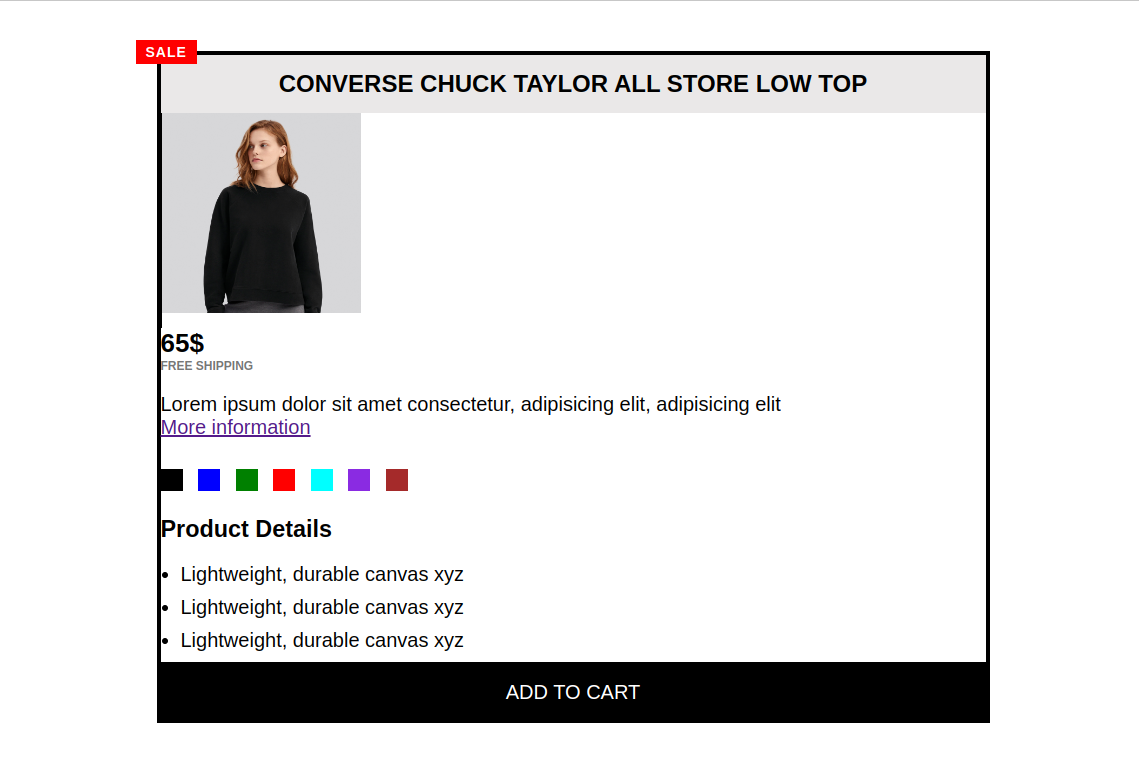 SALE
CONVERSE CHUCK TAYLOR ALL STORE LOW TOP
65$
FREE SHIPPING
Lorem ipsum dolor sit amet consectetur, adipisicing elit, adipisicing elit
More information
Product Details
• Lightweight, durable canvas xyz
• Lightweight, durable canvas xyz
• Lightweight, durable canvas xyz
ADD TO CART